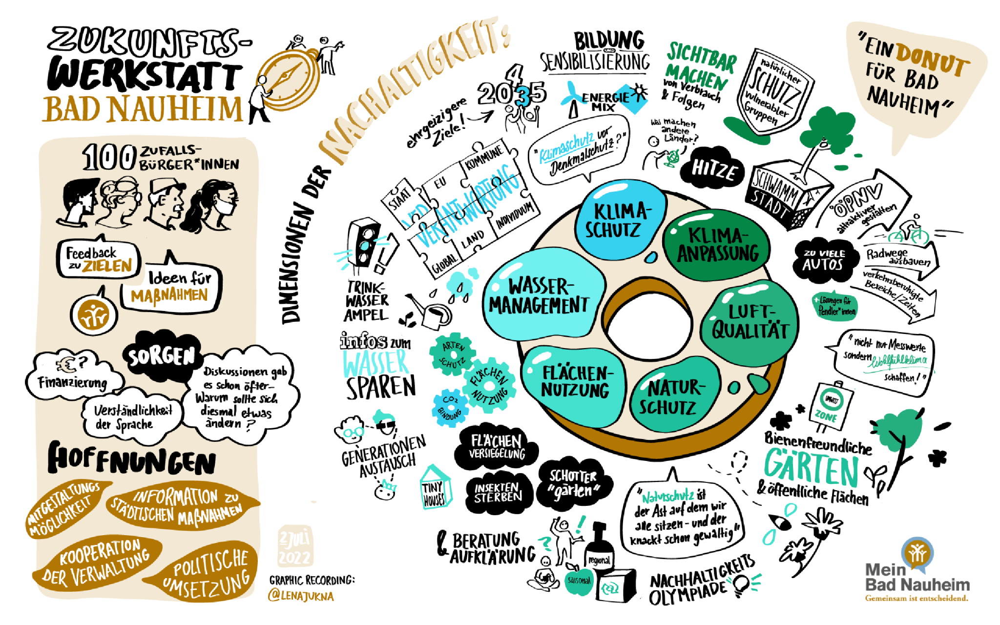 ZUKUNFTS-
WERKSTATT
BAD NAUHEIM
100 ZUFALLS-
BÜRGER*INNEN
Feedback
zu ZIELEN
Ideen für
MAßNAHMEN
SORGEN
€?
Finanzierung
Verständlichkeit
der Sprache
Diskussionen gab
es schon öfter-
Warum sollte sich
diesmal etwas
ändern?
HOFFNUNGEN
MITGESTALTUNGS
MÖGLICHKEIT
INFORMATION ZU
STÄDTISCHEN MAßNAHMEN
KOOPERATION
DER VERWALTUNG
POLITISCHE
UMSETZUNG
2 JULI
2022
GRAPHIC RECORDING:
@LENAJUKNA
DIMENSIONEN DER NACHALTIGKEIT:
ehrgeizigere
Ziele!
4
2035
BILDUNG
UND
SENSIBILISIERUNG
ENERGIE
MIX
"Klimaschutz vor
Denkmalschutz?"
SICHTBAR
MACHEN
von Verbrauch
& Folgen
Was machen
andere
Länder?
natürlicher
SCHUTZ
vulnerabler
Gruppen
HITZE
SCHWAMM
STADT
"EIN DONUT
FÜR BAD
NAUHEIM"
STAAT
EU
KOMMUNE
VERANTWORTUNG
GLOBAL
LAND
INDIVIDUUM
TRINK-
WASSER
AMPEL
infos zum
WASSER
SPAREN
ARTEN
SCHUTZ
FLÄCHEN
NUTZUNG
CO2
BINDUNG
GENERATIONEN
AUSTAUSCH
TINY
HOUSES
FLÄCHEN
VERSIEGELUNG
INSEKTEN
STERBEN
SCHOTTER
"gärten"
& BERATUNG
AUFKLÄRUNG
KLIMA-
SCHUTZ
KLIMA-
ANPASSUNG
WASSER-
MANAGEMENT
LUFT-
QUALITÄT
FLÄCHEN-
NUTZUNG
NATUR-
SCHUTZ
ÖPNV
attraktiver
gestalten
ZU VIELE
AUTOS
Radwege
ausbauen
verkehrsberuhigte
Bereiche/Zeiten
+ Lösungen für
Pendler*innen
"nicht nur Messwerte
sondern Wohlfühlklima
schaffen!"
UMWELT
ZONE
Bienenfreundliche
GÄRTEN
& öffentliche Flächen
"Naturschutz ist
der Ast auf dem wir
alle sitzen - und der
knackt schon gewaltig"
!
?
regional
saisonal
NACHHALTIGKEITS
OLYMPIADE
Mein
Bad Nauheim
Gemeinsam ist entscheidend.